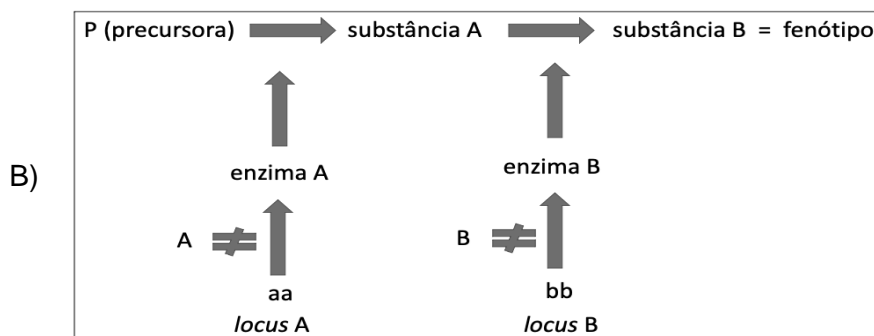 P (precursora) substância A substância B = fenótipo
enzima A enzima B
B)
A B
aa bb
locus A locus B